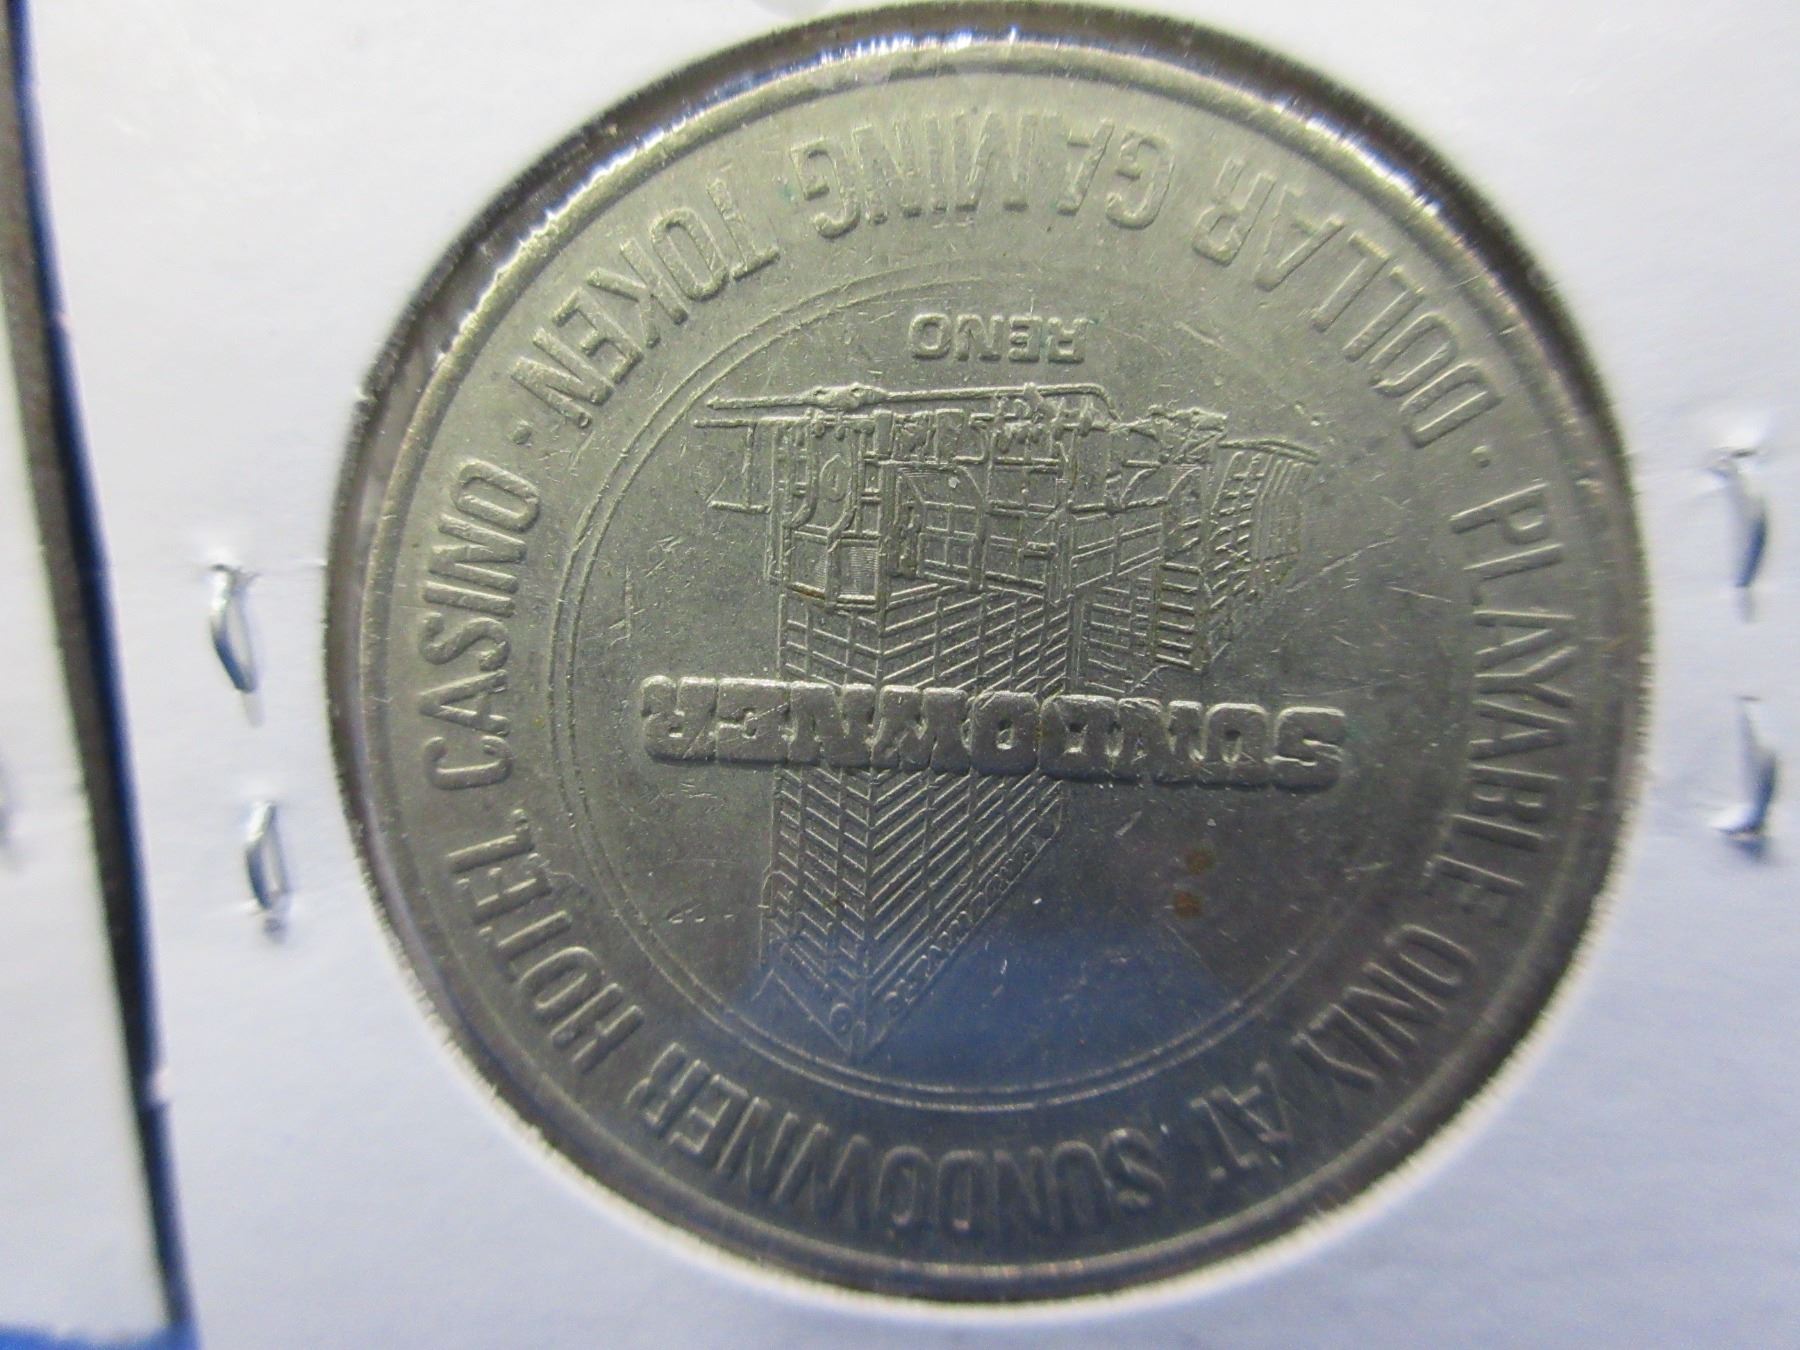 PLAYABLE ONLY AT SUNDOWNER HOTEL CASINO ·
DOLLAR GAMING TOKEN ·
SUNDOWNER
RENO